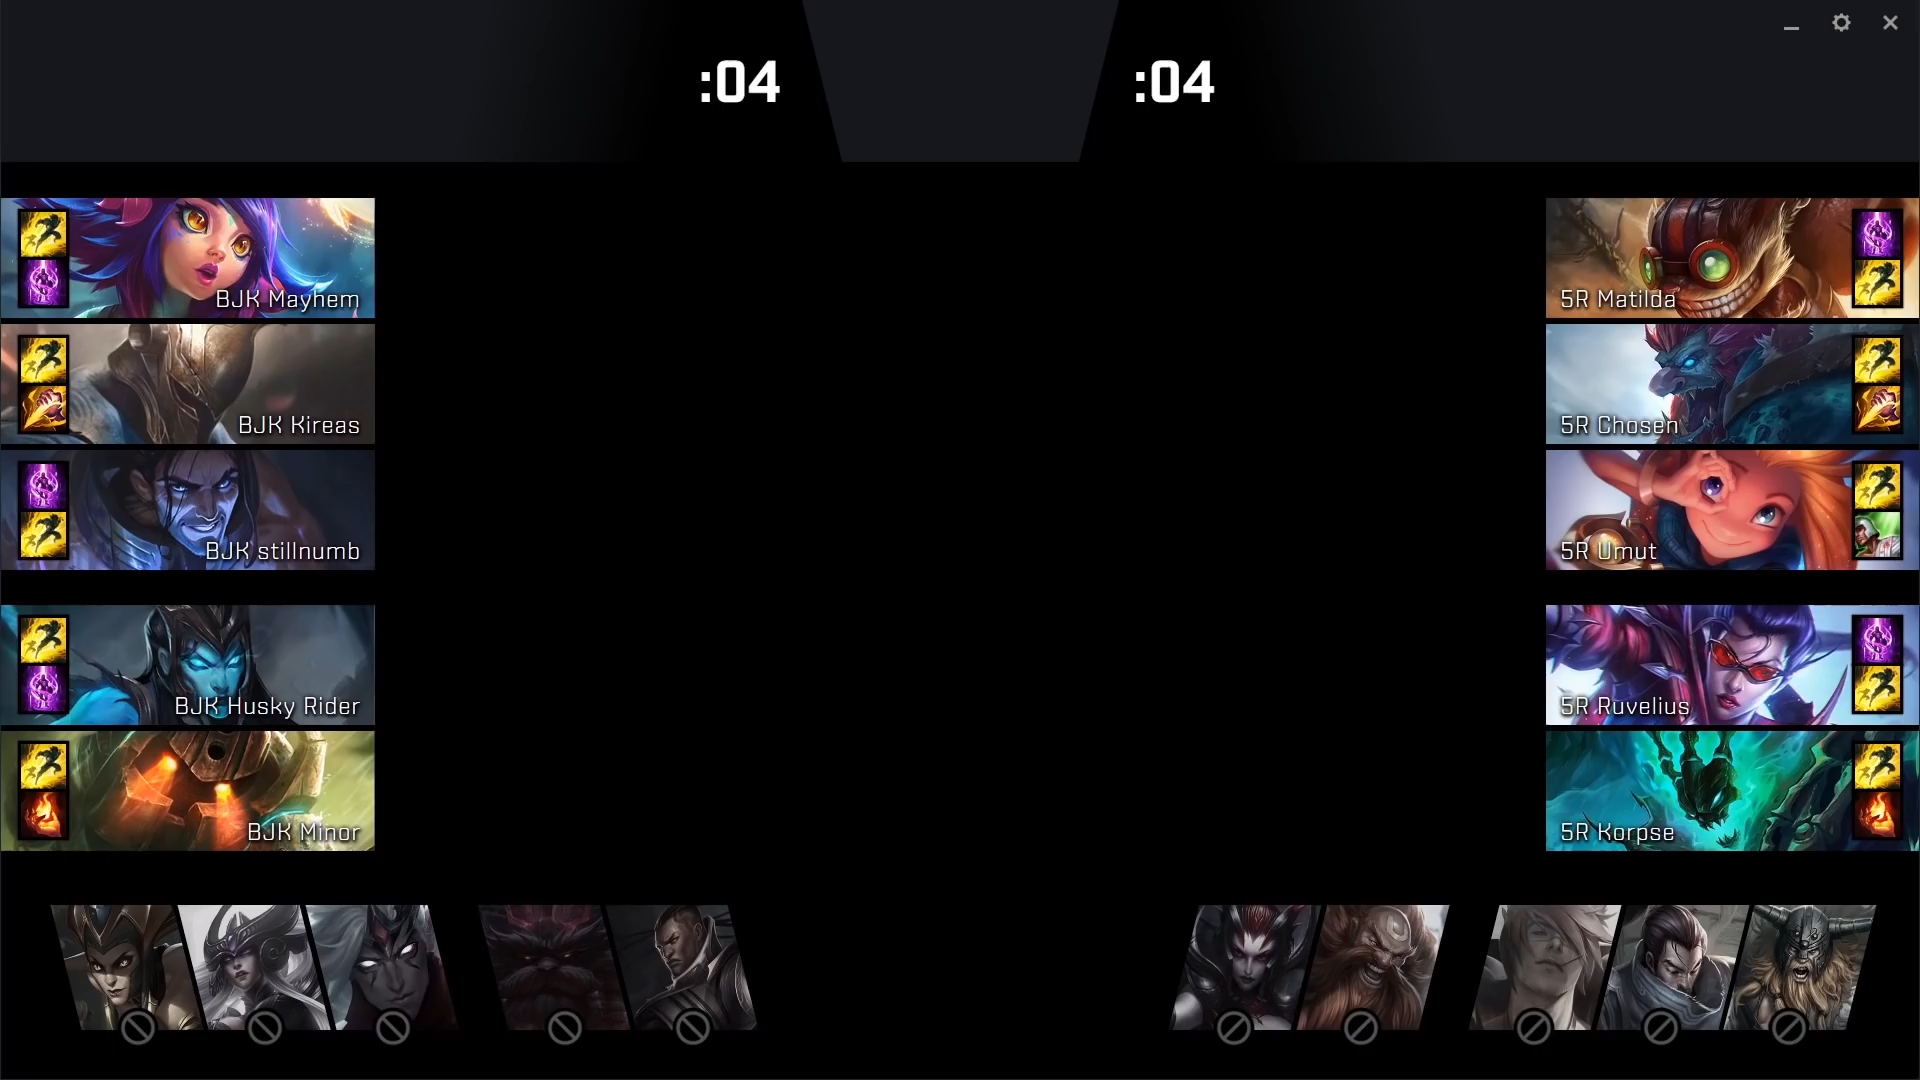 :04
:04
BJK Mayhem
5R Matilda
BJK Kireas
5R Chosen
BJK stillnumb
5R Umut
BJK Husky Rider
5R Ruvelius
BJK Minor
5R Korpse